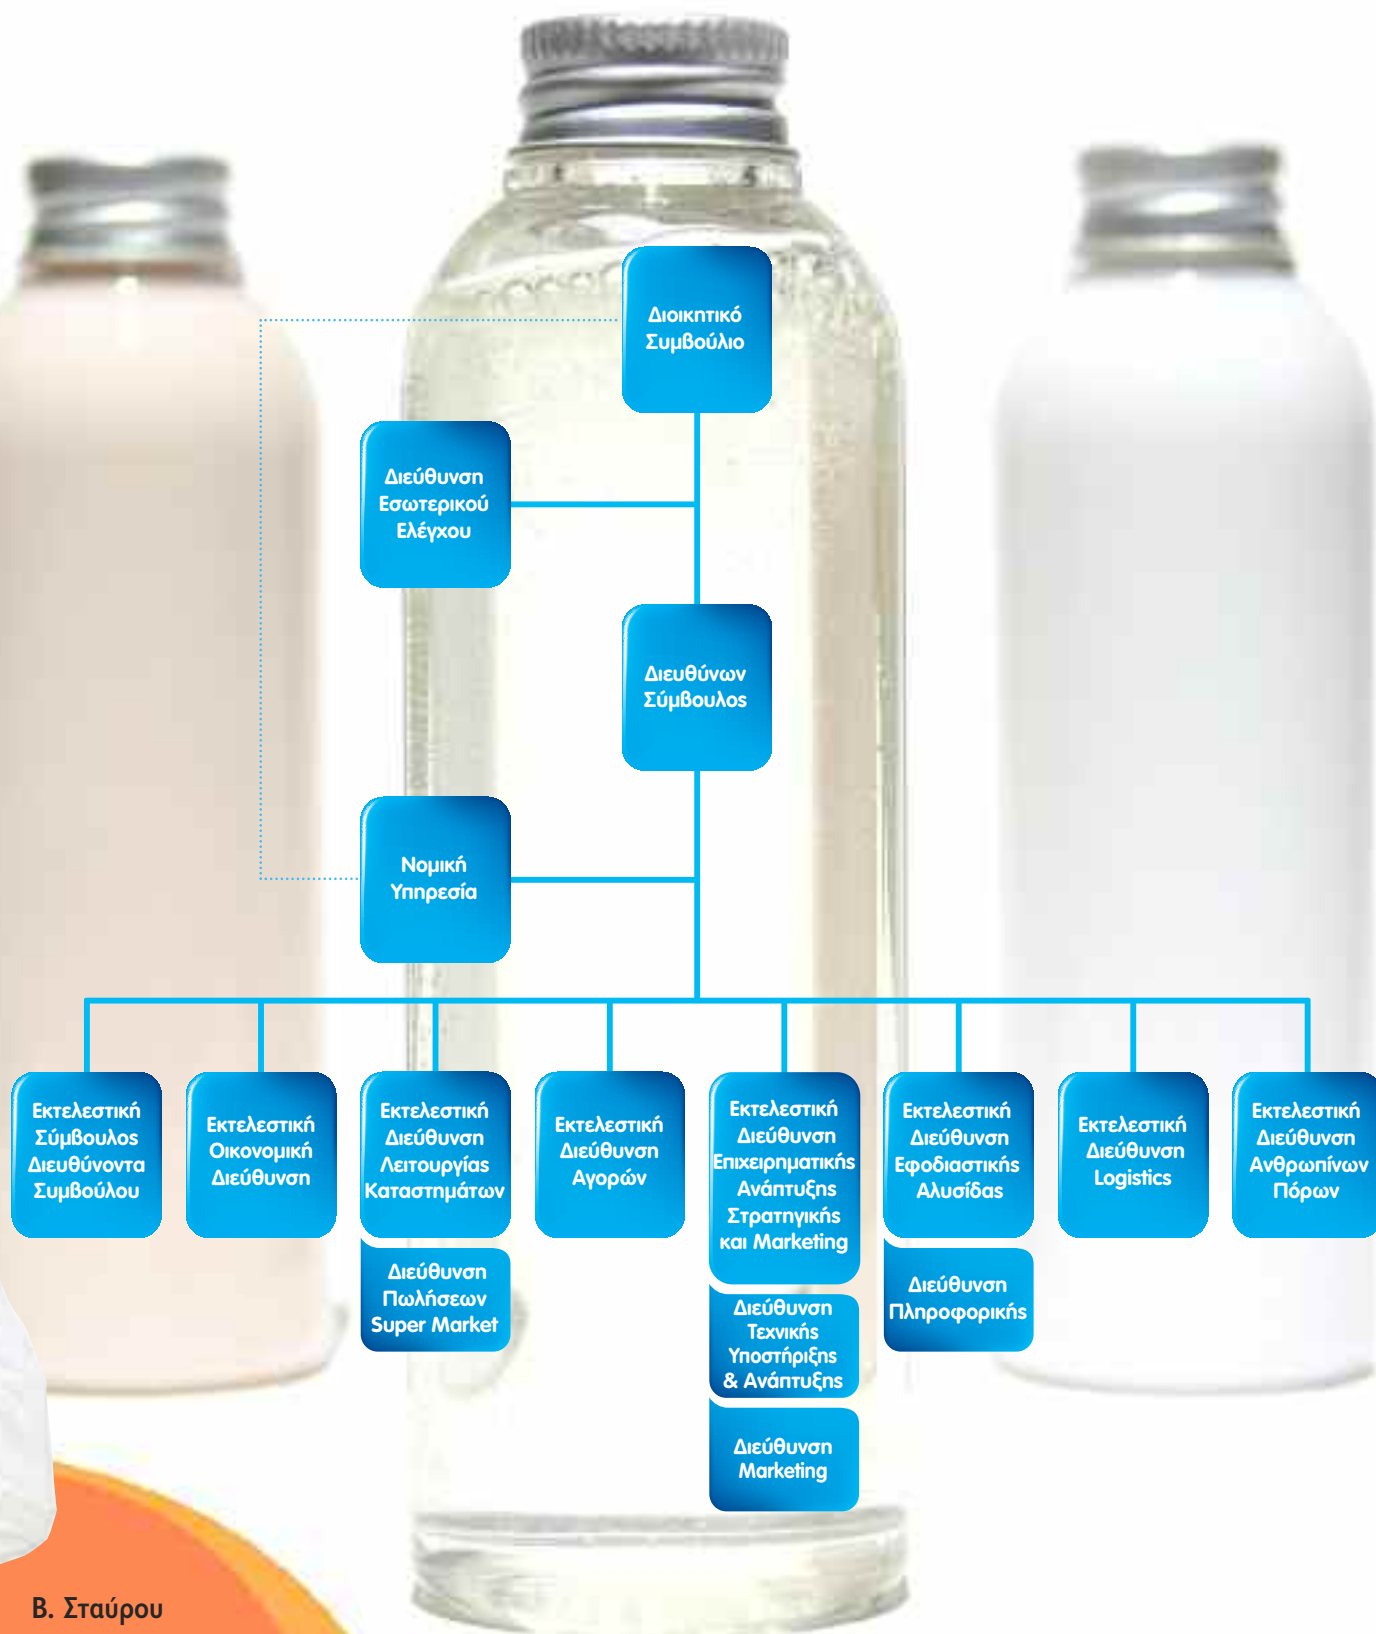 Διοικητικό
Συμβούλιο
Διεύθυνση
Εσωτερικού
Ελέγχου
Διευθύνων
Σύμβουλος
Νομική
Υπηρεσία
Εκτελεστική
Σύμβουλος
Διευθύνοντα
Συμβούλου
Εκτελεστική
Οικονομική
Διεύθυνση
Εκτελεστική
Διεύθυνση
Λειτουργίας
Καταστημάτων
Διεύθυνση
Πωλήσεων
Super Market
Εκτελεστική
Διεύθυνση
Αγορών
Εκτελεστική
Διεύθυνση
Επιχειρηματικής
Ανάπτυξης
Στρατηγικής
και Marketing
Διεύθυνση
Τεχνικής
Υποστήριξης
& Ανάπτυξης
Διεύθυνση
Marketing
Εκτελεστική
Διεύθυνση
Εφοδιαστικής
Αλυσίδας
Διεύθυνση
Πληροφορικής
Εκτελεστική
Διεύθυνση
Logistics
Εκτελεστική
Διεύθυνση
Ανθρωπίνων
Πόρων
Β. Σταύρου